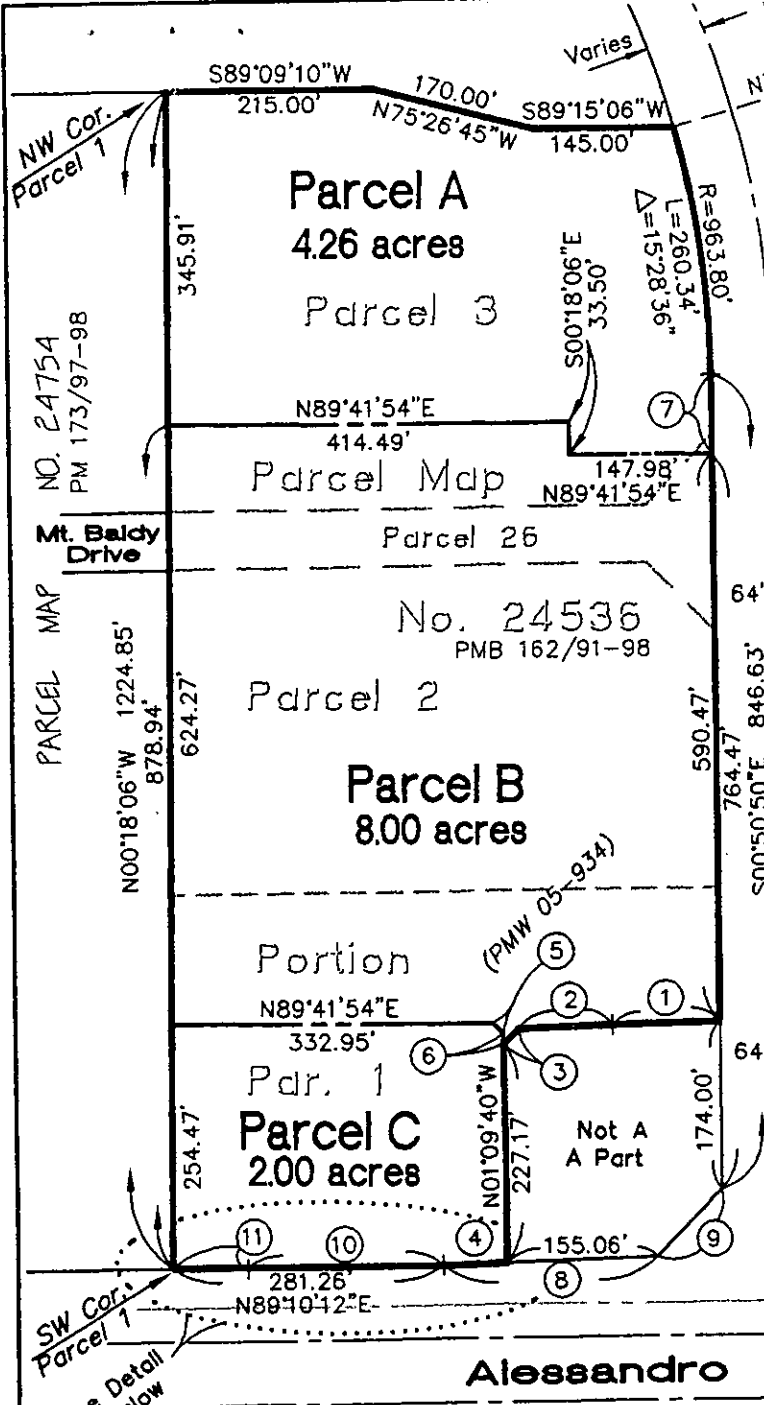 Varies
S89°09'10"W
215.00'
170.00'
N75°26'45"W
S89°15'06"W
145.00'
NW Cor.
Parcel 1
Parcel A
4.26 acres
Parcel 3
345.91'
S00°18'06"E
33.50'
R=963.80'
L=260.34'
Δ=15°28'36"
NO. 24754
PM 173/97-98
N89°41'54"E
414.49'
7
147.98'
N89°41'54"E
Parcel Map
Mt. Baldy
Drive
Parcel 26
64'
No. 24536
PMB 162/91-98
PARCEL MAP
N00°18'06"W 1224.85'
878.94'
624.27'
Parcel 2
590.47'
764.47'
S00°50'50"E 846.63'
Parcel B
8.00 acres
(PMW 05-934)
Portion
5
N89°41'54"E
332.95'
2
1
6
3
64
Par. 1
Parcel C
2.00 acres
254.47'
N01°09'40"W
227.17
Not A
A Part
174.00'
11
10
4
155.06'
9
281.26'
8
N89°10'12"E
SW Cor.
Parcel 1
e Detail
low
Alessandro